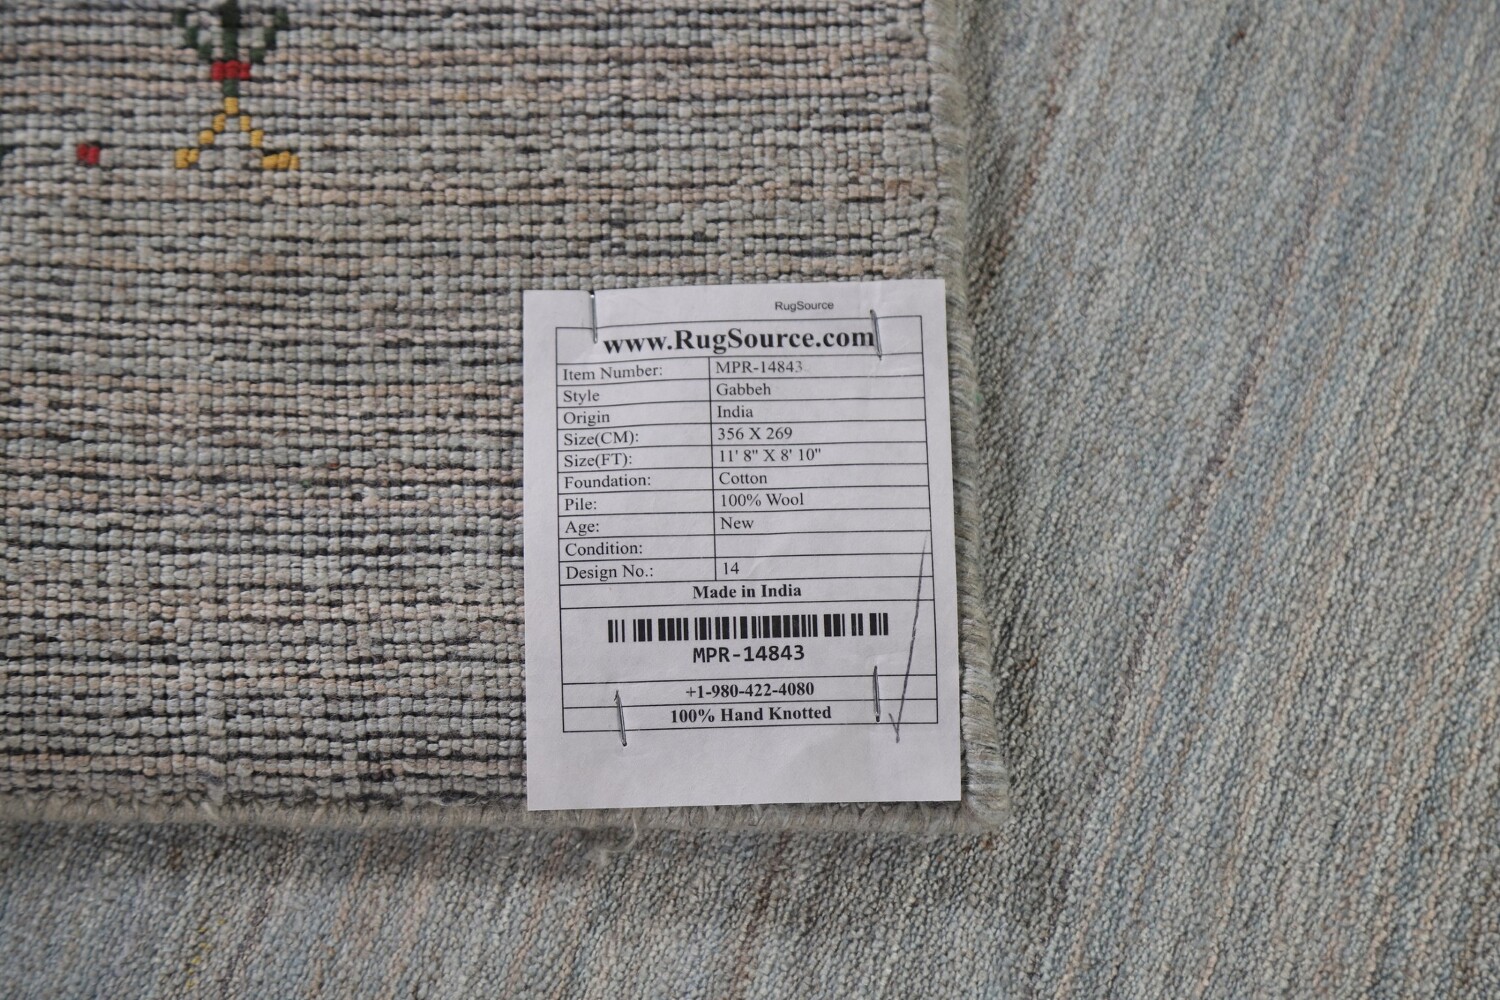 RugSource
www.RugSource.com
Item Number: MPR-14843
Style Gabbeh
Origin India
Size(CM): 356 X 269
Size(FT): 11' 8" X 8' 10"
Foundation: Cotton
Pile: 100% Wool
Age: New
Condition:
Design No.: 14
Made in India
MPR-14843
+1-980-422-4080
100% Hand Knotted